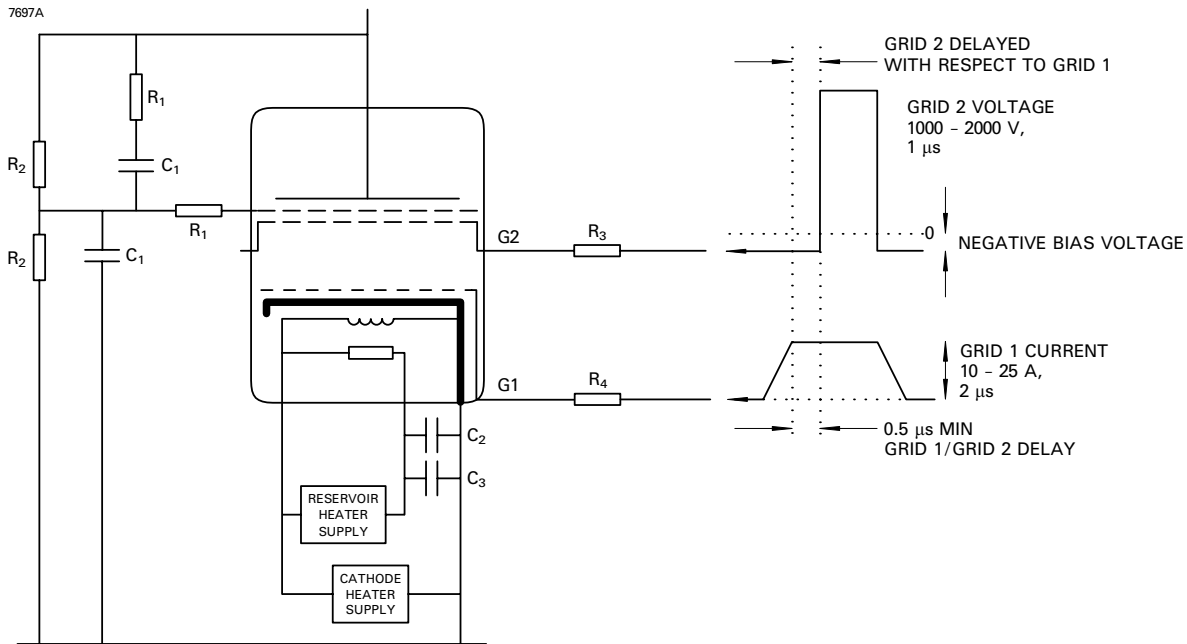 7697A
R1
C1
R2
R1
R2
C1
G2
R3
G1
R4
C2
C3
RESERVOIR
HEATER
SUPPLY
CATHODE
HEATER
SUPPLY
GRID 2 DELAYED
WITH RESPECT TO GRID 1
GRID 2 VOLTAGE
1000 – 2000 V,
1 µs
0
NEGATIVE BIAS VOLTAGE
GRID 1 CURRENT
10 – 25 A,
2 µs
0.5 µs MIN
GRID 1/GRID 2 DELAY